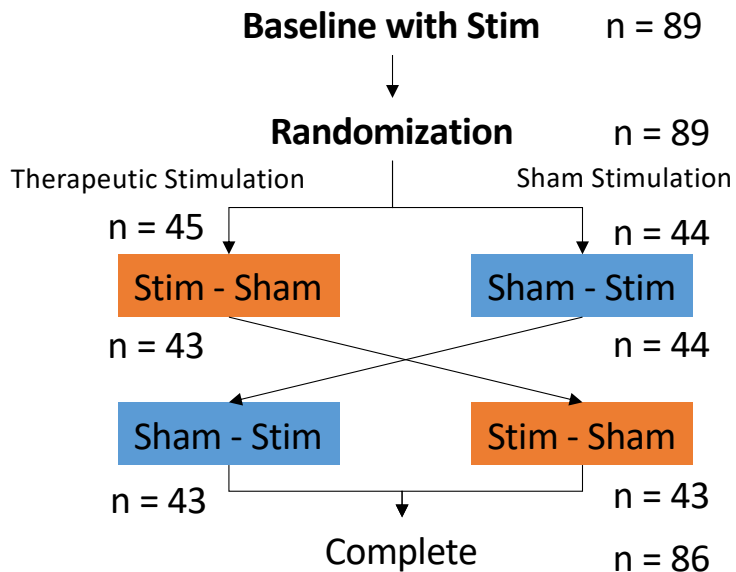 Baseline with Stim n = 89
Randomization n = 89
Therapeutic Stimulation Sham Stimulation
n = 45 n = 44
Stim - Sham Sham - Stim
n = 43 n = 44
Sham - Stim Stim - Sham
n = 43 n = 43
Complete n = 86